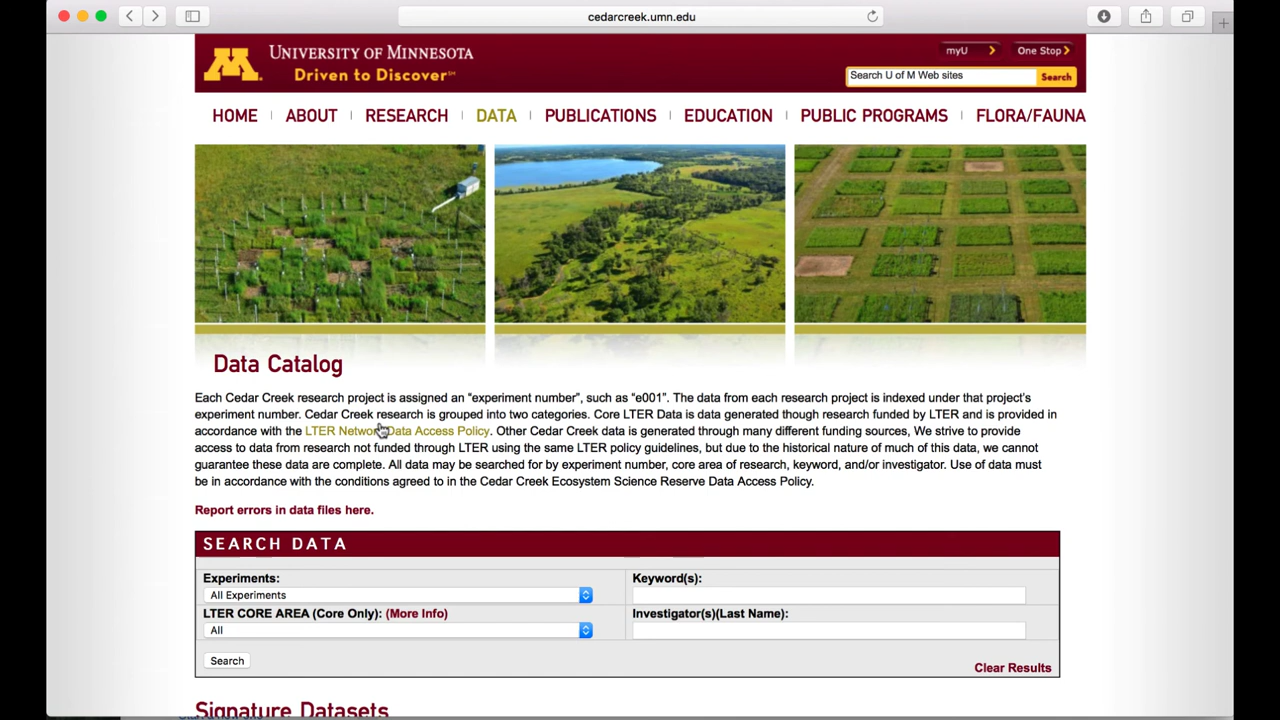 cedarcreek.umn.edu
UNIVERSITY OF MINNESOTA
Driven to Discover℠
myU
One Stop
Search U of M Web sites
Search
HOME ABOUT RESEARCH DATA PUBLICATIONS EDUCATION PUBLIC PROGRAMS FLORA/FAUNA
Data Catalog
Each Cedar Creek research project is assigned an “experiment number”, such as “e001”. The data from each research project is indexed under that project’s
experiment number. Cedar Creek research is grouped into two categories. Core LTER Data is data generated though research funded by LTER and is provided in
accordance with the LTER Network Data Access Policy. Other Cedar Creek data is generated through many different funding sources, We strive to provide
access to data from research not funded through LTER using the same LTER policy guidelines, but due to the historical nature of much of this data, we cannot
guarantee these data are complete. All data may be searched for by experiment number, core area of research, keyword, and/or investigator. Use of data must
be in accordance with the conditions agreed to in the Cedar Creek Ecosystem Science Reserve Data Access Policy.
Report errors in data files here.
SEARCH DATA
Experiments:
All Experiments
Keyword(s):
LTER CORE AREA (Core Only): (More Info)
All
Investigator(s)(Last Name):
Search
Clear Results
Signature Datasets